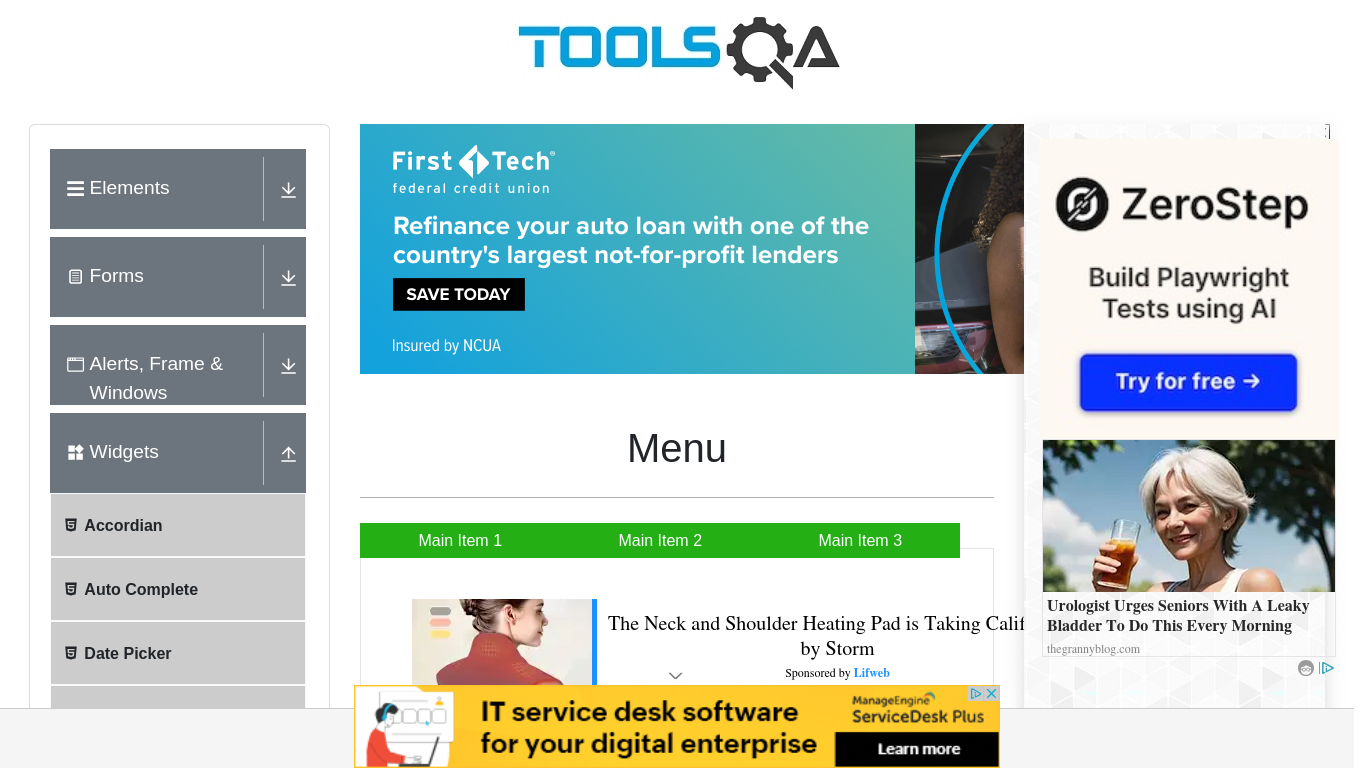 TOOLSQA
Elements
Forms
Alerts, Frame &
Windows
Widgets
Accordian
Auto Complete
Date Picker
First Tech®
federal credit union
Refinance your auto loan with one of the
country's largest not-for-profit lenders
SAVE TODAY
Insured by NCUA
Menu
Main Item 1
Main Item 2
Main Item 3
The Neck and Shoulder Heating Pad is Taking Calif
by Storm
Sponsored by Lifweb
ZeroStep
Build Playwright
Tests using AI
Try for free →
Urologist Urges Seniors With A Leaky
Bladder To Do This Every Morning
thegrannyblog.com
IT service desk software
for your digital enterprise
ManageEngine
ServiceDesk Plus
Learn more